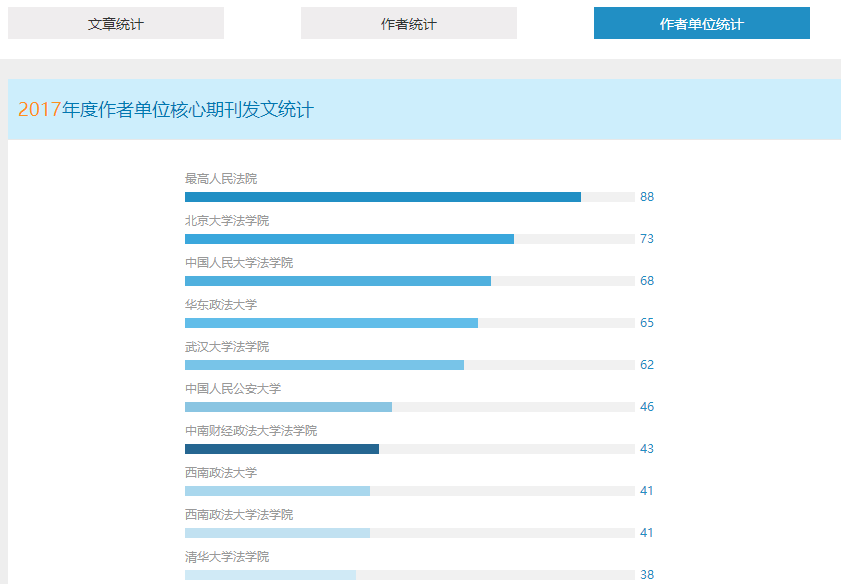 文章统计
作者统计
作者单位统计
2017年度作者单位核心期刊发文统计
最高人民法院
88
北京大学法学院
73
中国人民大学法学院
68
华东政法大学
65
武汉大学法学院
62
中国人民公安大学
46
中南财经政法大学法学院
43
西南政法大学
41
西南政法大学法学院
41
清华大学法学院
38